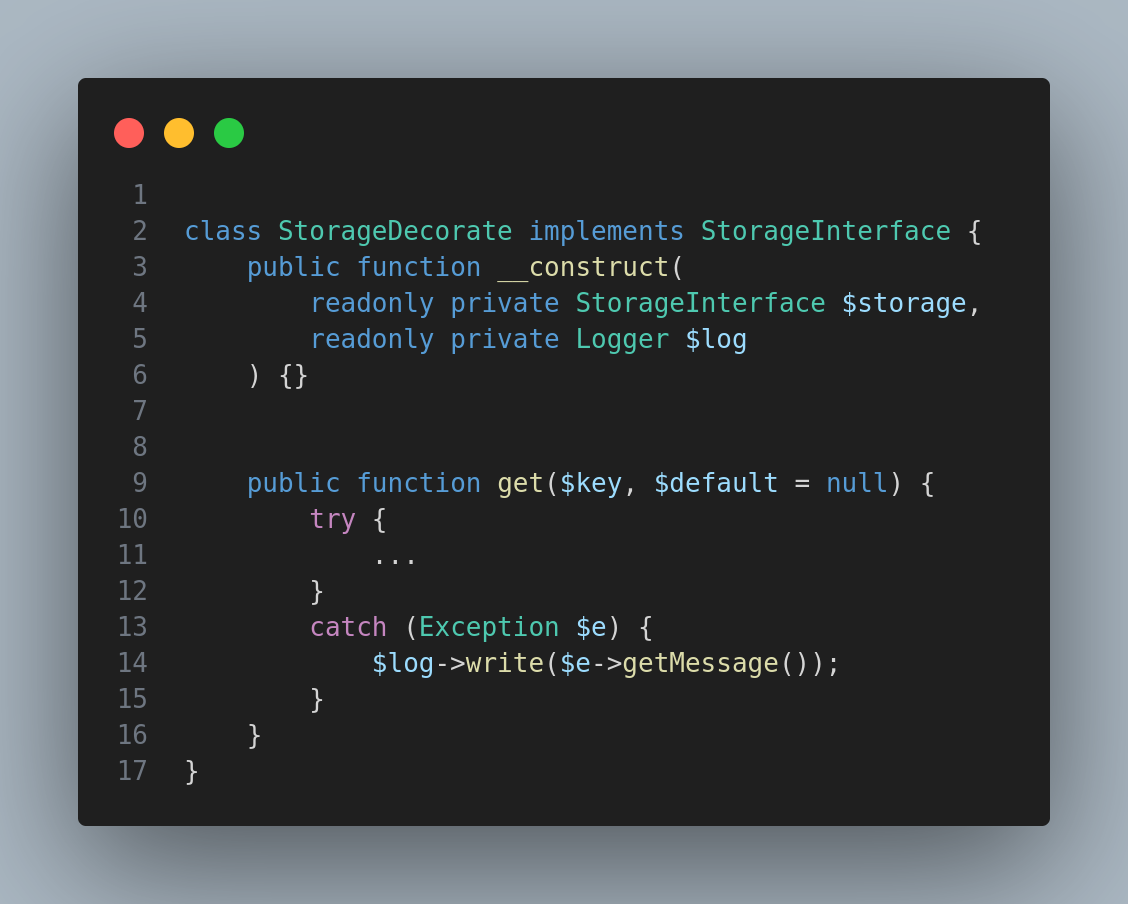 1
2 class StorageDecorate implements StorageInterface {
3     public function __construct(
4         readonly private StorageInterface $storage,
5         readonly private Logger $log
6     ) {}
7
8
9     public function get($key, $default = null) {
10         try {
11             ...
12         }
13         catch (Exception $e) {
14             $log->write($e->getMessage());
15         }
16     }
17 }